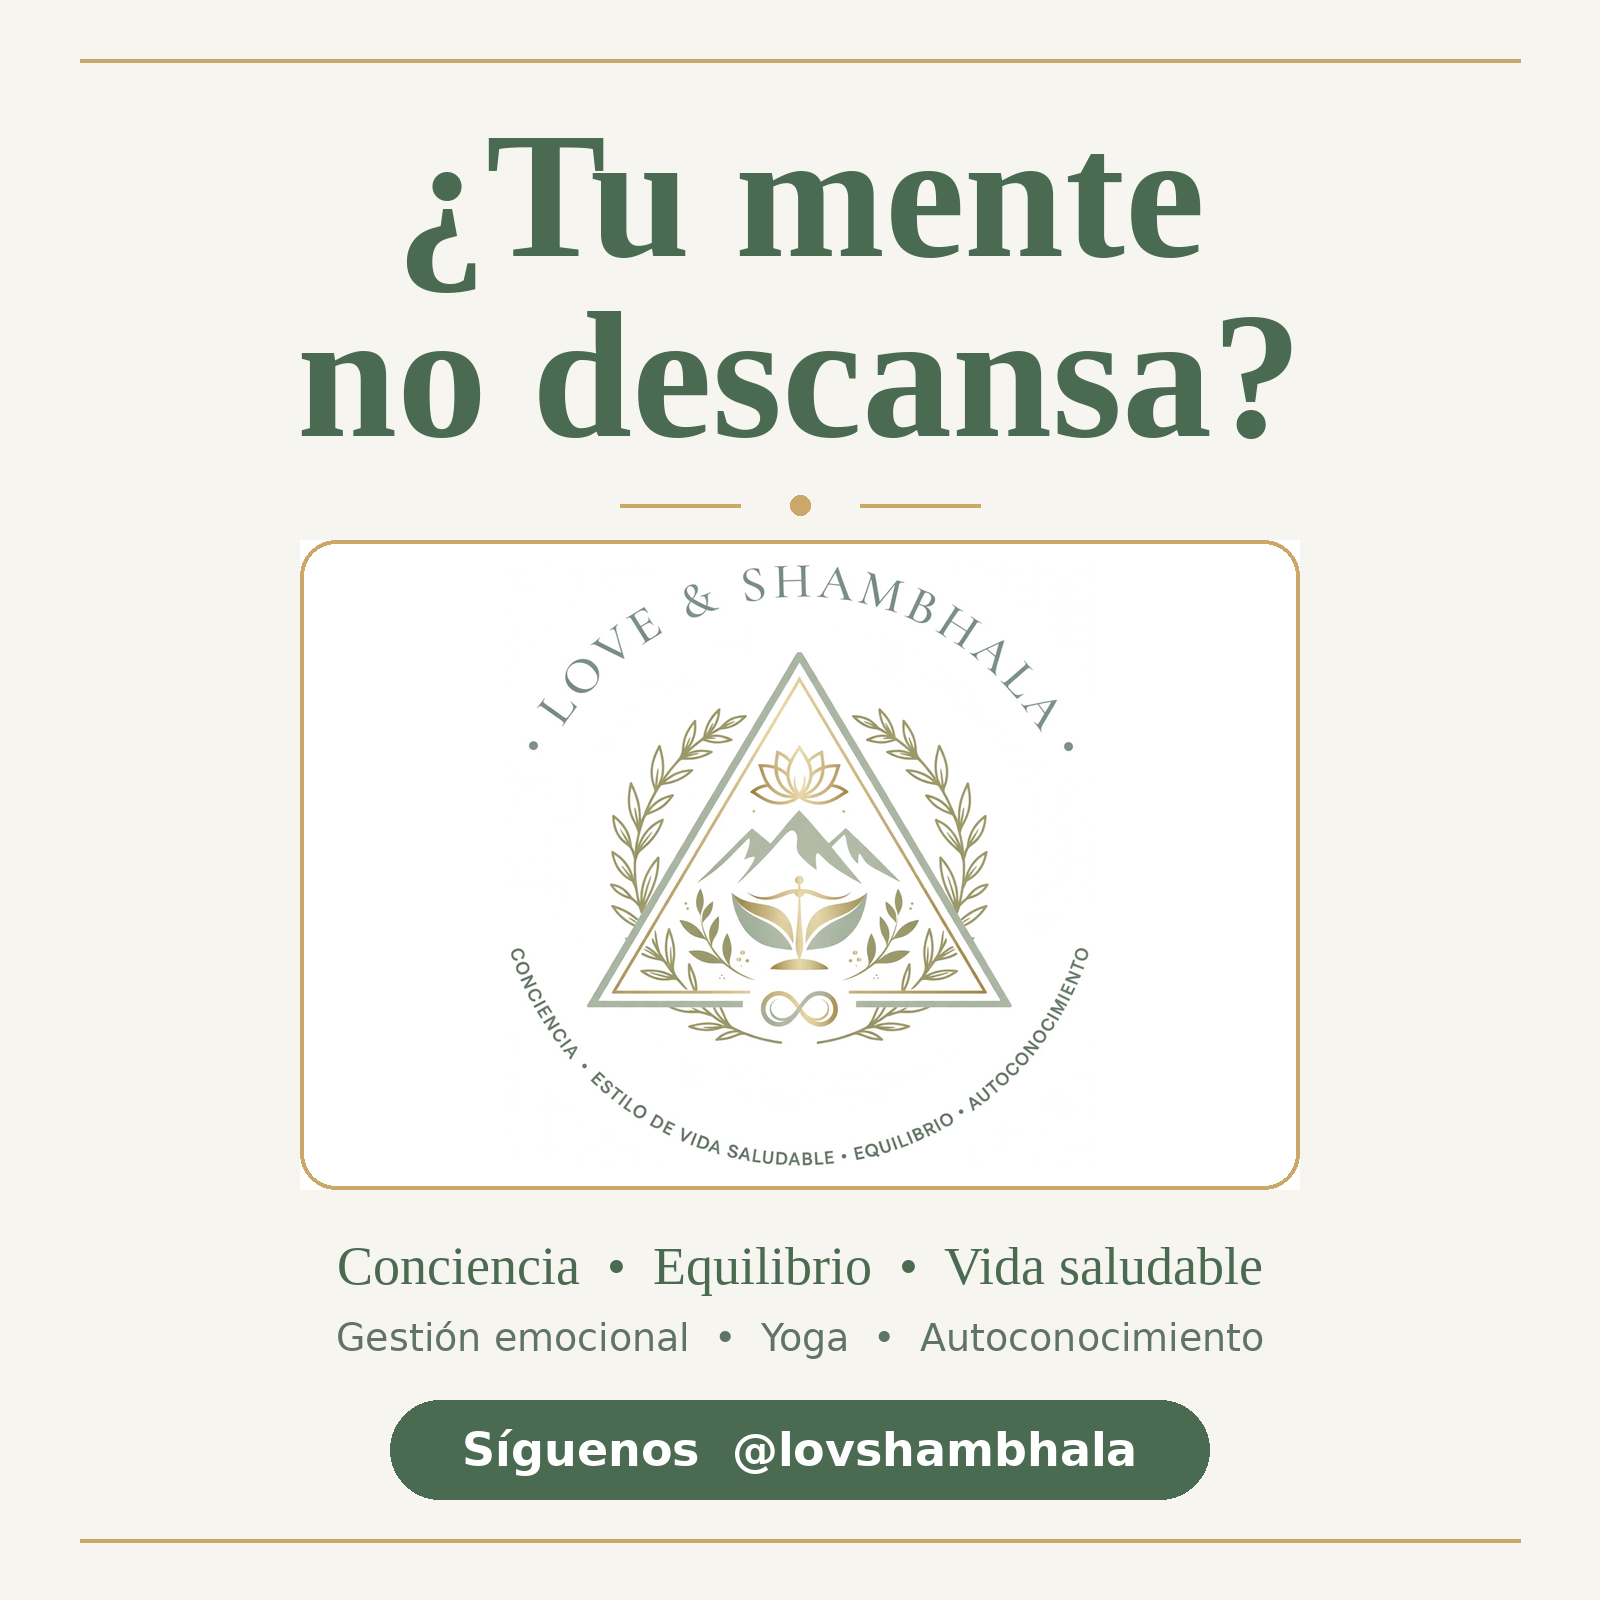 ¿Tu mente
no descansa?
• LOVE & SHAMBHALA •
CONCIENCIA • ESTILO DE VIDA SALUDABLE • EQUILIBRIO • AUTOCONOCIMIENTO
Conciencia • Equilibrio • Vida saludable
Gestión emocional • Yoga • Autoconocimiento
Síguenos @lovshambhala